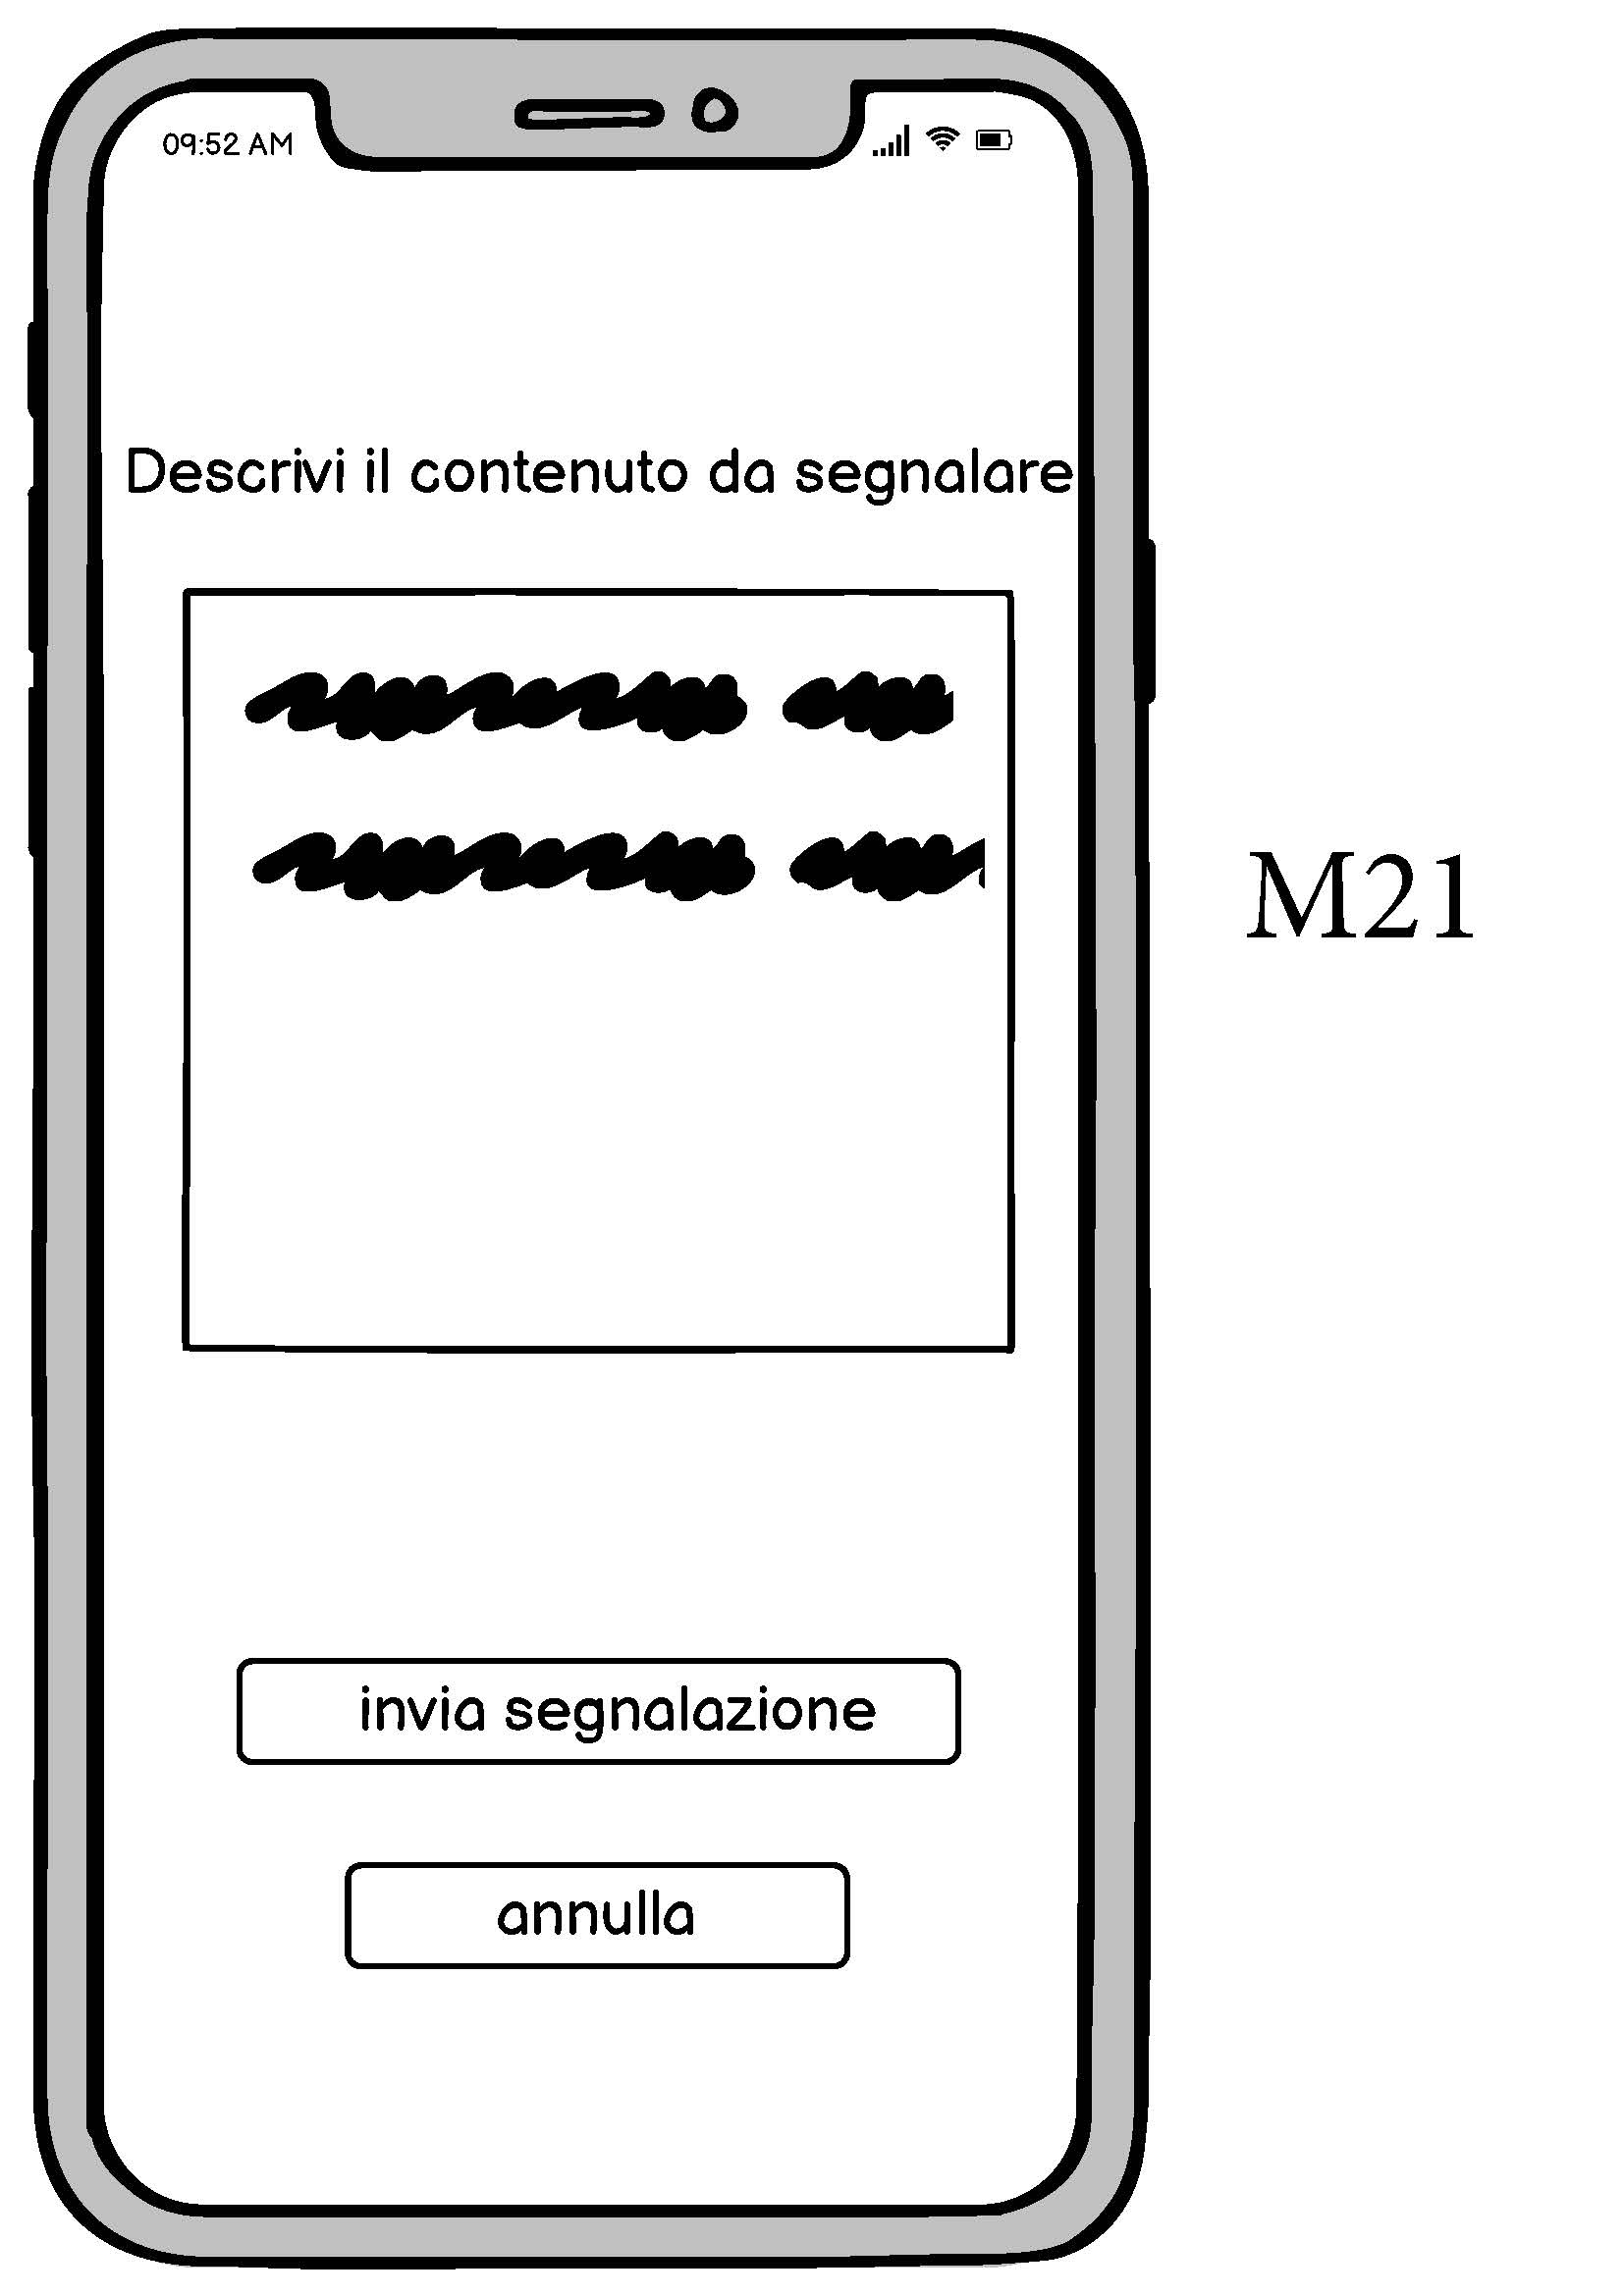 09:52 AM
Descrivi il contenuto da segnalare
M21
invia segnalazione
annulla